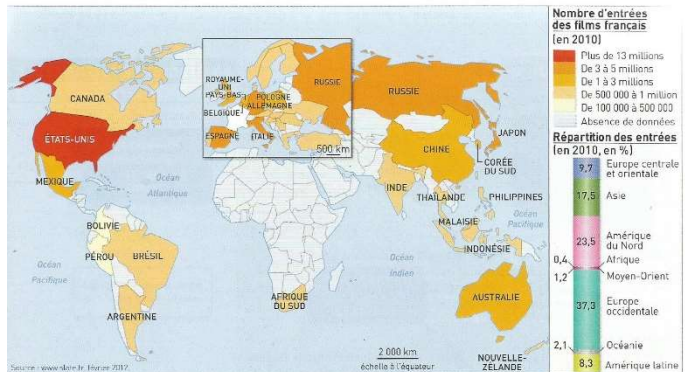 Nombre d'entrées
des films français
(en 2010)
Plus de 13 millions
De 3 à 5 millions
De 1 à 3 millions
De 500 000 à 1 million
De 100 000 à 500 000
Absence de données
Répartition des entrées
(en 2010, en %)
9,7
Europe centrale
et orientale
17,5
Asie
23,5
Amérique
du Nord
0,4
Afrique
1,2
Moyen-Orient
37,3
Europe
occidentale
2,1
Océanie
8,3
Amérique latine
CANADA
ÉTATS-UNIS
MEXIQUE
Océan
Atlantique
Océan
Pacifique
BOLIVIE
PÉROU
BRÉSIL
ARGENTINE
ROYAUME-
UNI
PAYS-BAS
BELGIQUE
POLOGNE
ALLEMAGNE
ESPAGNE
ITALIE
RUSSIE
500 km
RUSSIE
JAPON
CHINE
CORÉE
DU SUD
INDE
THAÏLANDE
PHILIPPINES
MALAISIE
Océan
Pacifique
INDONÉSIE
Océan
Indien
AFRIQUE
DU SUD
AUSTRALIE
NOUVELLE-
ZÉLANDE
2 000 km
échelle à l'équateur
Source : www.slate.fr, février 2012.